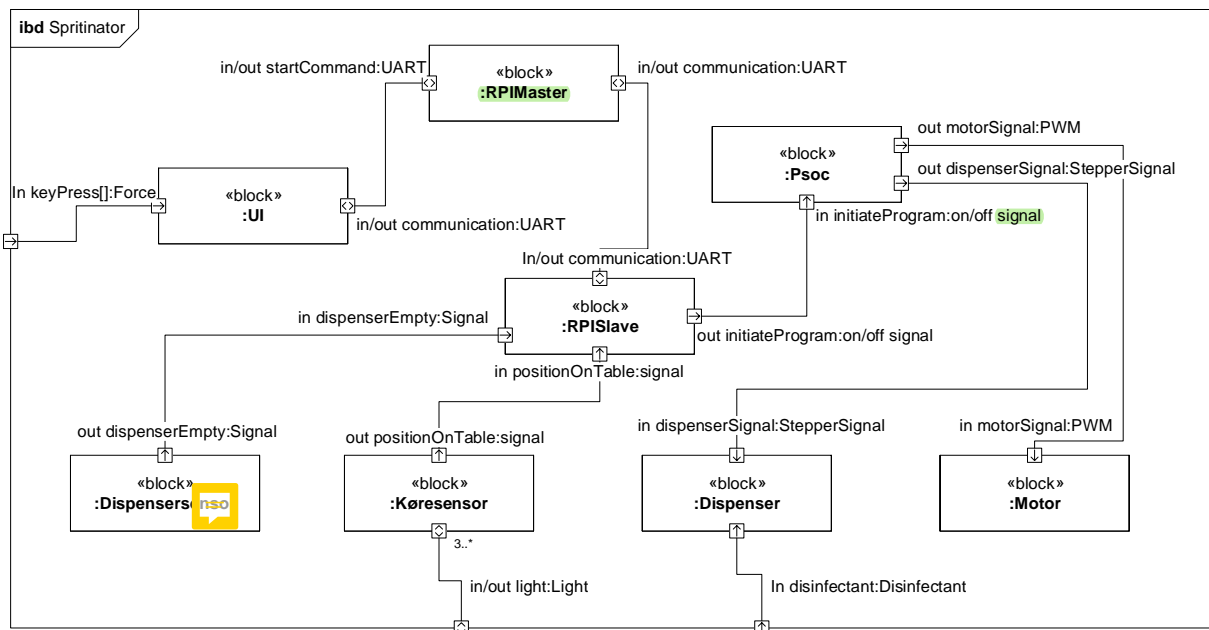 ibd Spritinator
in/out startCommand:UART
«block»
:RPIMaster
in/out communication:UART
out motorSignal:PWM
«block»
:Psoc
out dispenserSignal:StepperSignal
In keyPress[]:Force
«block»
:UI
in/out communication:UART
in initiateProgram:on/off signal
In/out communication:UART
in dispenserEmpty:Signal
«block»
:RPISlave
out initiateProgram:on/off signal
in positionOnTable:signal
out dispenserEmpty:Signal
out positionOnTable:signal
in dispenserSignal:StepperSignal
in motorSignal:PWM
«block»
:Dispensersenso
«block»
:Køresensor
3..*
«block»
:Dispenser
«block»
:Motor
in/out light:Light
In disinfectant:Disinfectant